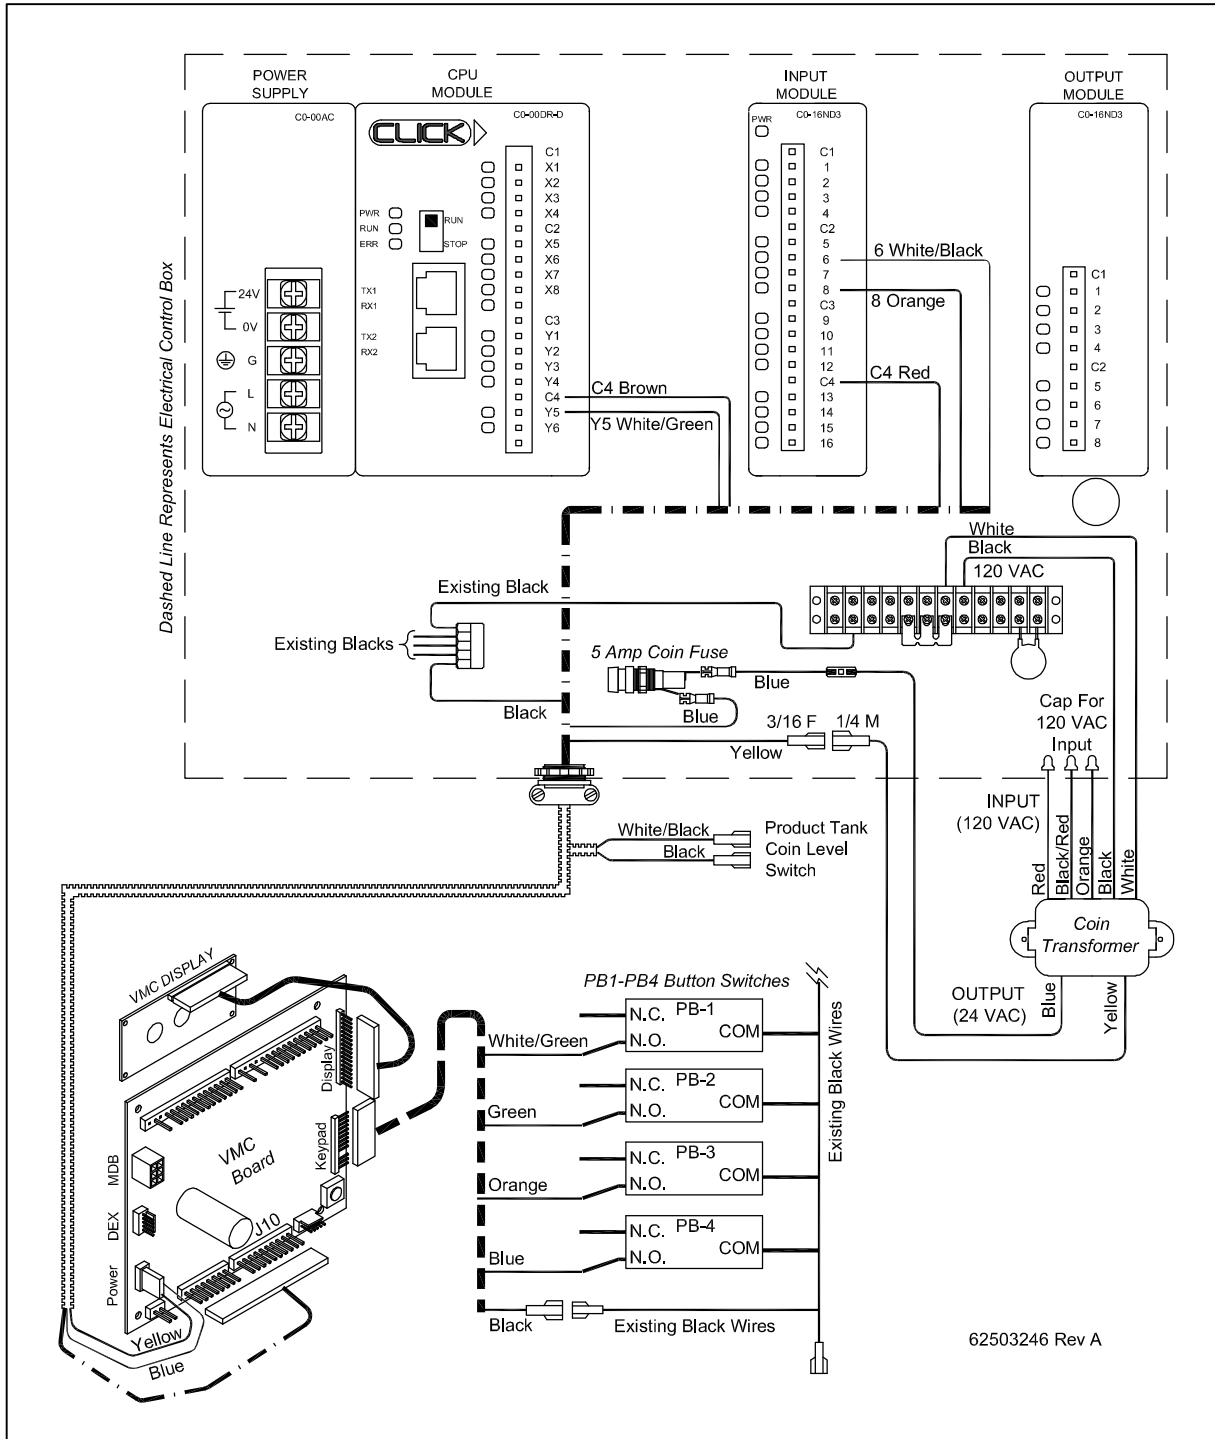 Dashed Line Represents Electrical Control Box
POWER
SUPPLY
C0-00AC
24V
0V
G
L
N
CPU
MODULE
C0-00DR-D
CLICK
PWR
RUN
ERR
RUN
STOP
TX1
RX1
TX2
RX2
C1
X1
X2
X3
X4
C2
X5
X6
X7
X8
C3
Y1
Y2
Y3
Y4
C4
Y5
Y6
C4 Brown
Y5 White/Green
INPUT
MODULE
C0-16ND3
PWR
C1
1
2
3
4
C2
5
6
7
8
C3
9
10
11
12
C4
13
14
15
16
6 White/Black
8 Orange
C4 Red
OUTPUT
MODULE
C0-16ND3
C1
1
2
3
4
C2
5
6
7
8
White
Black
120 VAC
Existing Black
Existing Blacks
Black
5 Amp Coin Fuse
Blue
Blue
3/16 F
1/4 M
Yellow
Cap For
120 VAC
Input
INPUT
(120 VAC)
Red
Black/Red
Orange
Black
White
Coin
Transformer
OUTPUT
(24 VAC)
Blue
Yellow
White/Black
Black
Product Tank
Coin Level
Switch
VMC DISPLAY
Display
Keypad
VMC
Board
MDB
DEX
Power
J10
Yellow
Blue
PB1-PB4 Button Switches
White/Green
N.C.
PB-1
N.O.
COM
Green
N.C.
PB-2
N.O.
COM
Orange
N.C.
PB-3
N.O.
COM
Blue
N.C.
PB-4
N.O.
COM
Black
Existing Black Wires
Existing Black Wires
62503246 Rev A